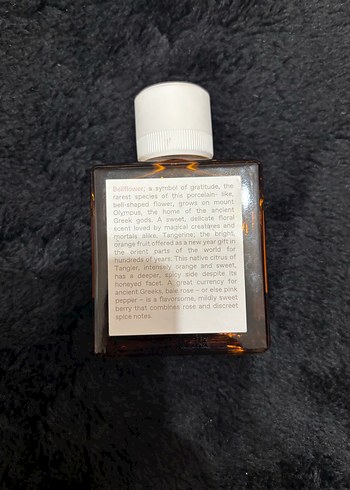 Bellflower; a symbol of gratitude, the
rarest species of this porcelain- like,
bell-shaped flower, grows on mount
Olympus, the home of the ancient
Greek gods. A sweet, delicate floral
scent loved by magical creatures and
mortals alike. Tangerine; the bright,
orange fruit offered as a new year gift in
the orient parts of the world for
hundreds of years. This native citrus of
Tangier, intensely orange and sweet,
has a deeper, spicy side despite its
honeyed facet. A great currency for
ancient Greeks, baie rose – or else pink
pepper – is a flavorsome, mildly sweet
berry that combines rose and discreet
spice notes.